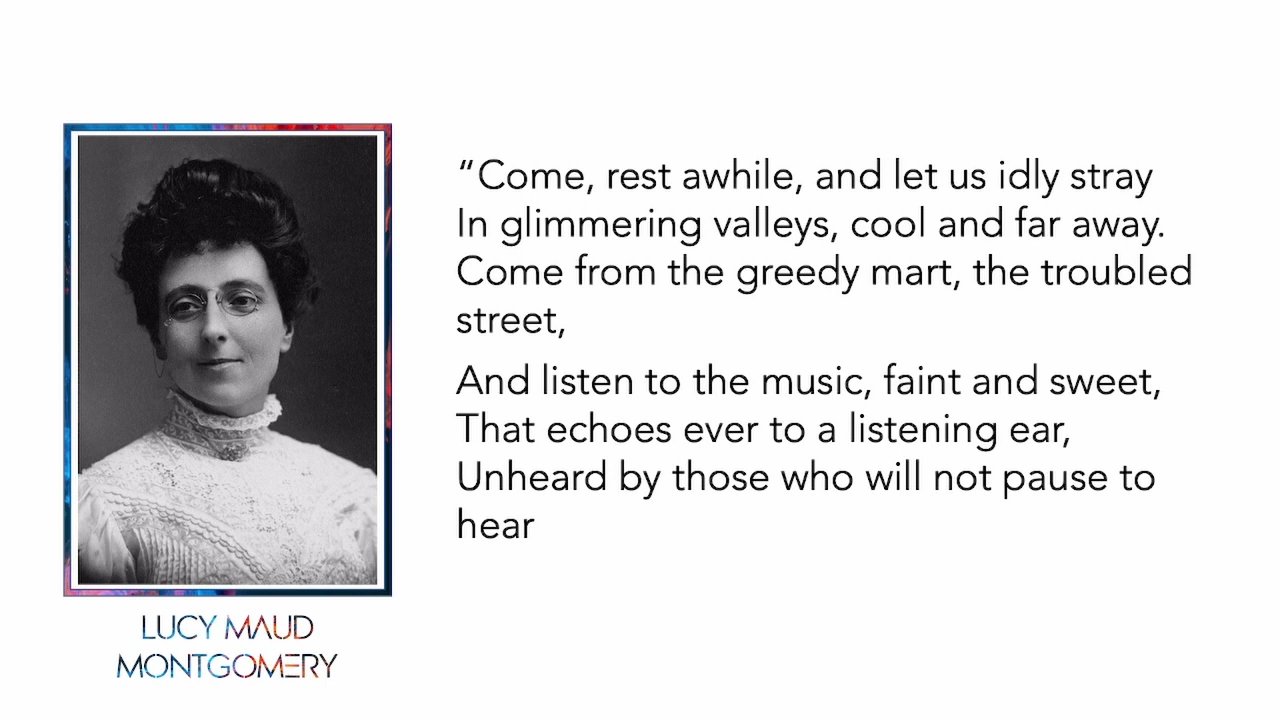 “Come, rest awhile, and let us idly stray
In glimmering valleys, cool and far away.
Come from the greedy mart, the troubled
street,
And listen to the music, faint and sweet,
That echoes ever to a listening ear,
Unheard by those who will not pause to
hear
LUCY MAUD
MONTGOMERY